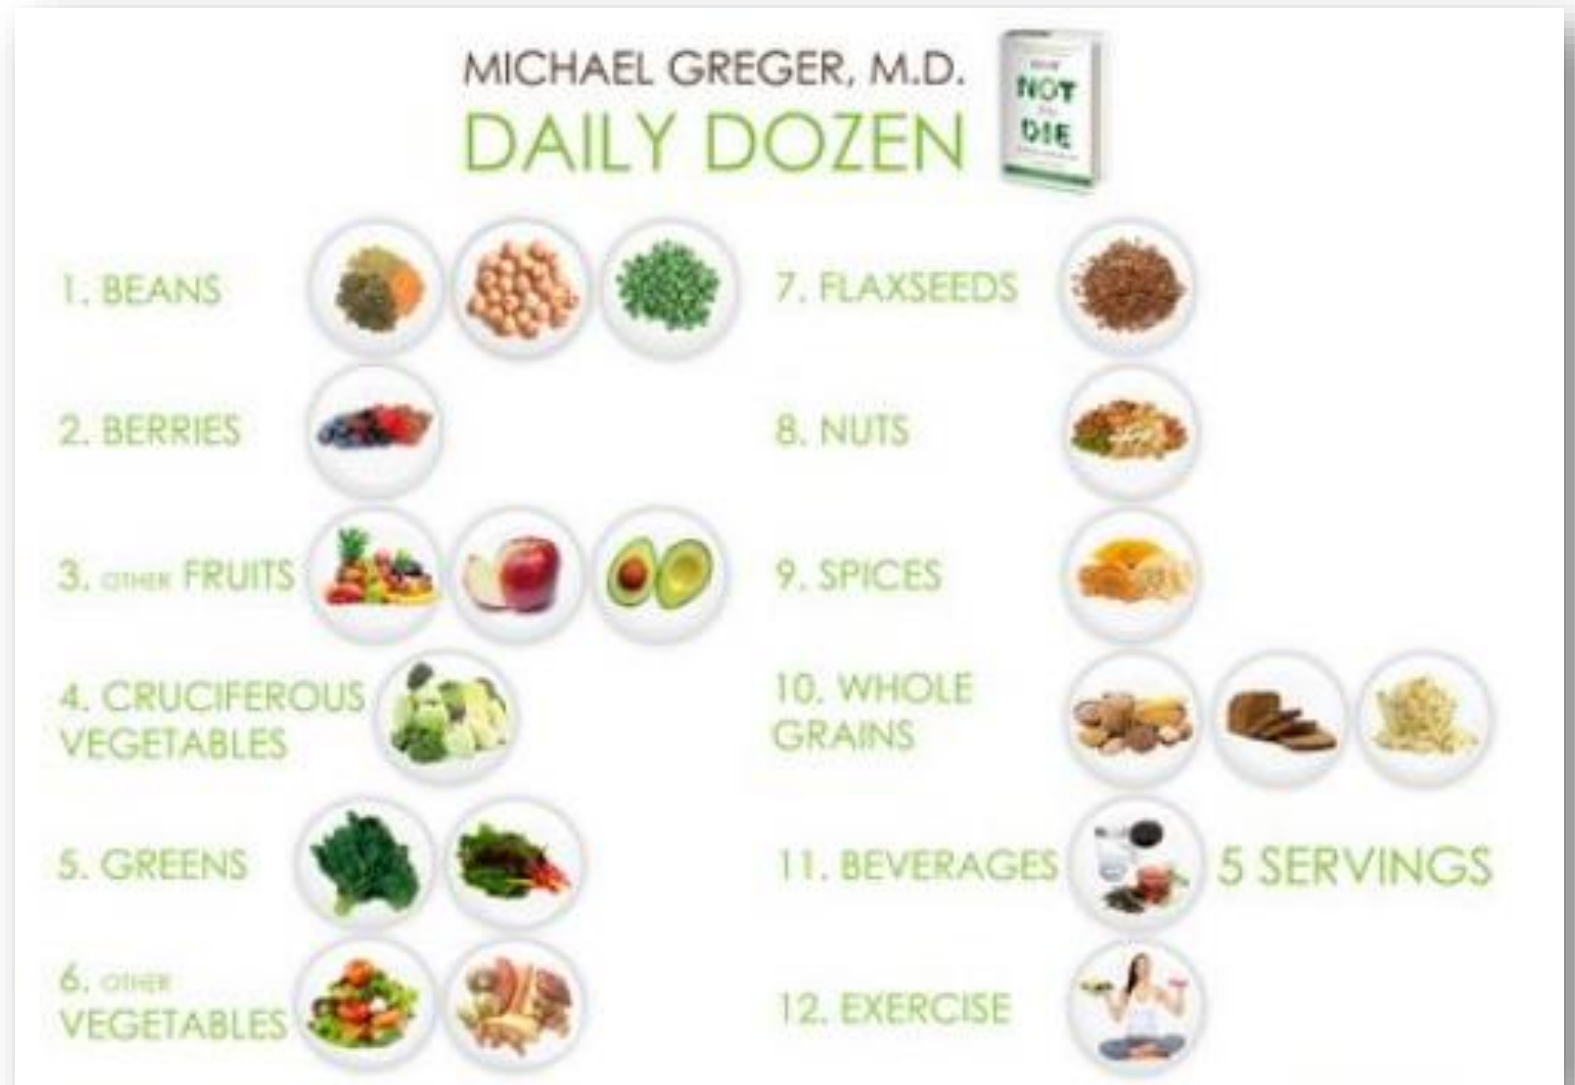 MICHAEL GREGER, M.D.
DAILY DOZEN
NOT
DIE
1. BEANS
2. BERRIES
3. OTHER FRUITS
4. CRUCIFEROUS
VEGETABLES
5. GREENS
6. OTHER
VEGETABLES
7. FLAXSEEDS
8. NUTS
9. SPICES
10. WHOLE
GRAINS
11. BEVERAGES 5 SERVINGS
12. EXERCISE